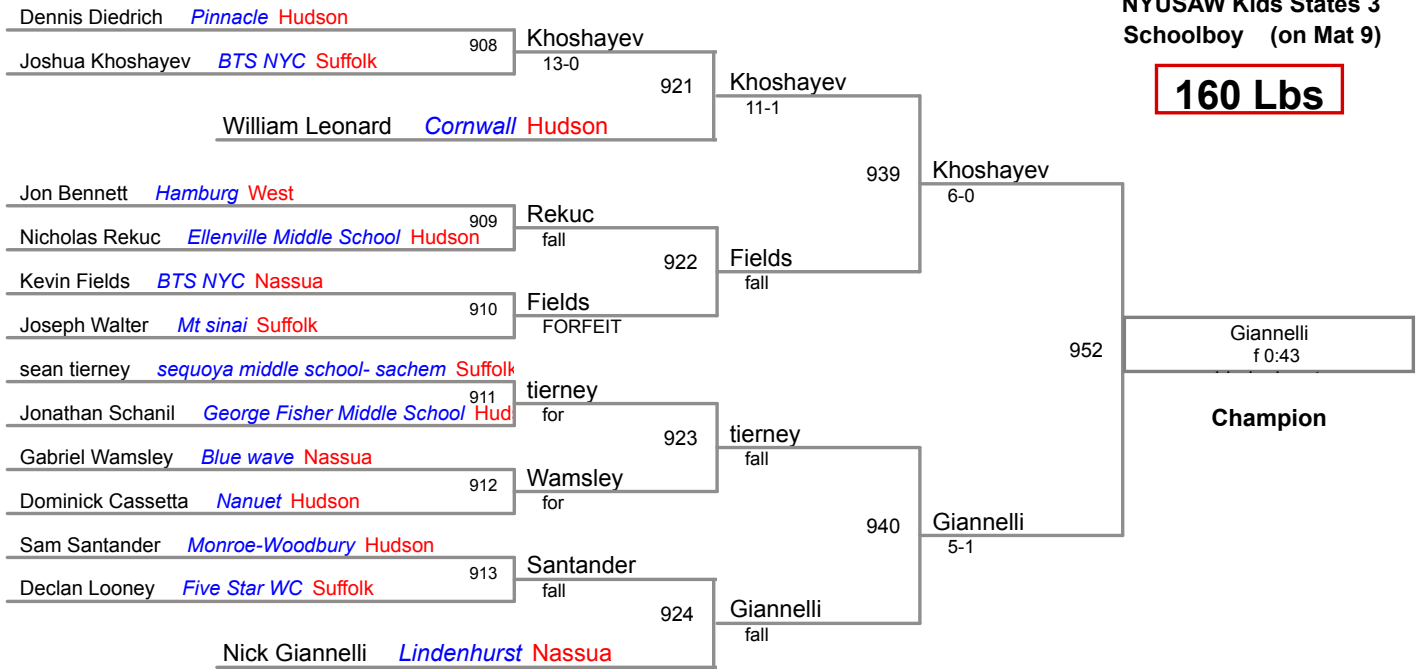 NYUSAW Kids States 3
Schoolboy (on Mat 9)
160 Lbs
Dennis Diedrich Pinnacle Hudson
908
Khoshayev
13-0
Joshua Khoshayev BTS NYC Suffolk
921
Khoshayev
11-1
William Leonard Cornwall Hudson
939
Khoshayev
6-0
Jon Bennett Hamburg West
909
Rekuc
fall
Nicholas Rekuc Ellenville Middle School Hudson
922
Fields
fall
Kevin Fields BTS NYC Nassua
910
Fields
FORFEIT
Joseph Walter Mt sinai Suffolk
952
Giannelli
f 0:43
Champion
sean tierney sequoya middle school- sachem Suffolk
911
tierney
for
Jonathan Schanil George Fisher Middle School Hud
923
tierney
fall
Gabriel Wamsley Blue wave Nassua
912
Wamsley
for
Dominick Cassetta Nanuet Hudson
940
Giannelli
5-1
Sam Santander Monroe-Woodbury Hudson
913
Santander
fall
Declan Looney Five Star WC Suffolk
924
Giannelli
fall
Nick Giannelli Lindenhurst Nassua